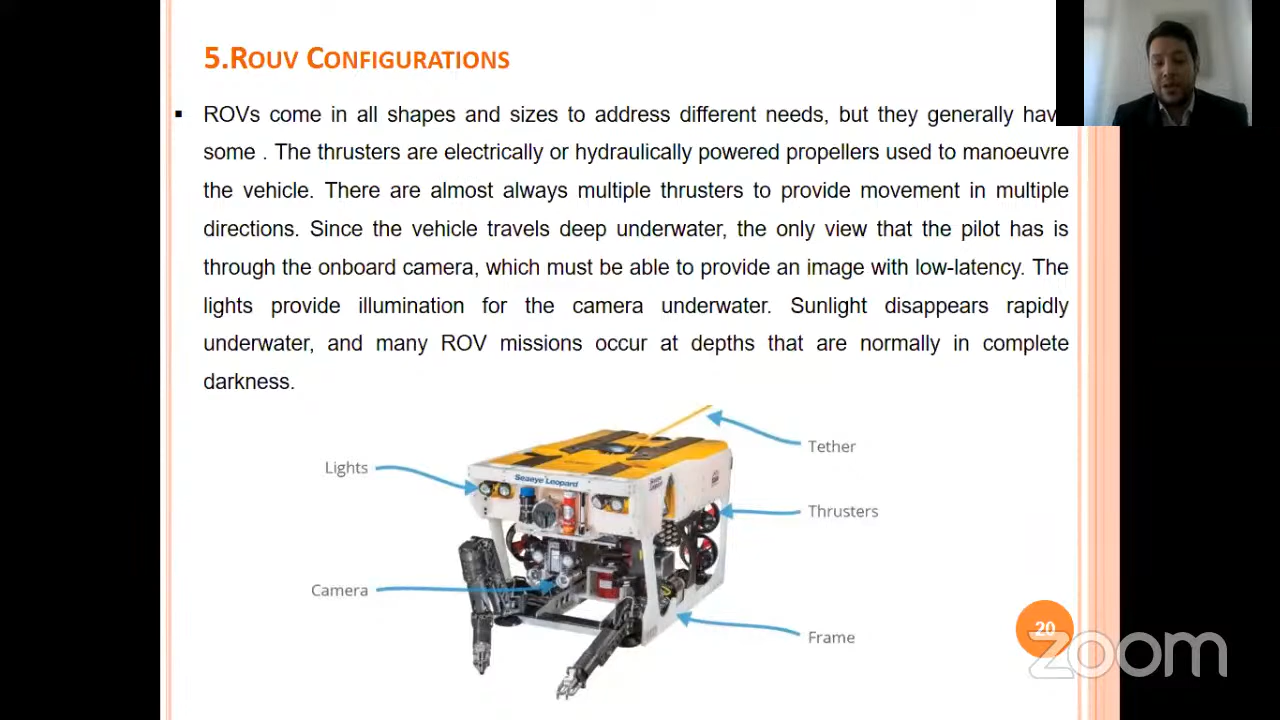 5.ROUV CONFIGURATIONS
▪ ROVs come in all shapes and sizes to address different needs, but they generally hav
some . The thrusters are electrically or hydraulically powered propellers used to manoeuvre
the vehicle. There are almost always multiple thrusters to provide movement in multiple
directions. Since the vehicle travels deep underwater, the only view that the pilot has is
through the onboard camera, which must be able to provide an image with low-latency. The
lights provide illumination for the camera underwater. Sunlight disappears rapidly
underwater, and many ROV missions occur at depths that are normally in complete
darkness.
Tether
Lights
Seaeye Leopard
Thrusters
Camera
Frame
20
zoom